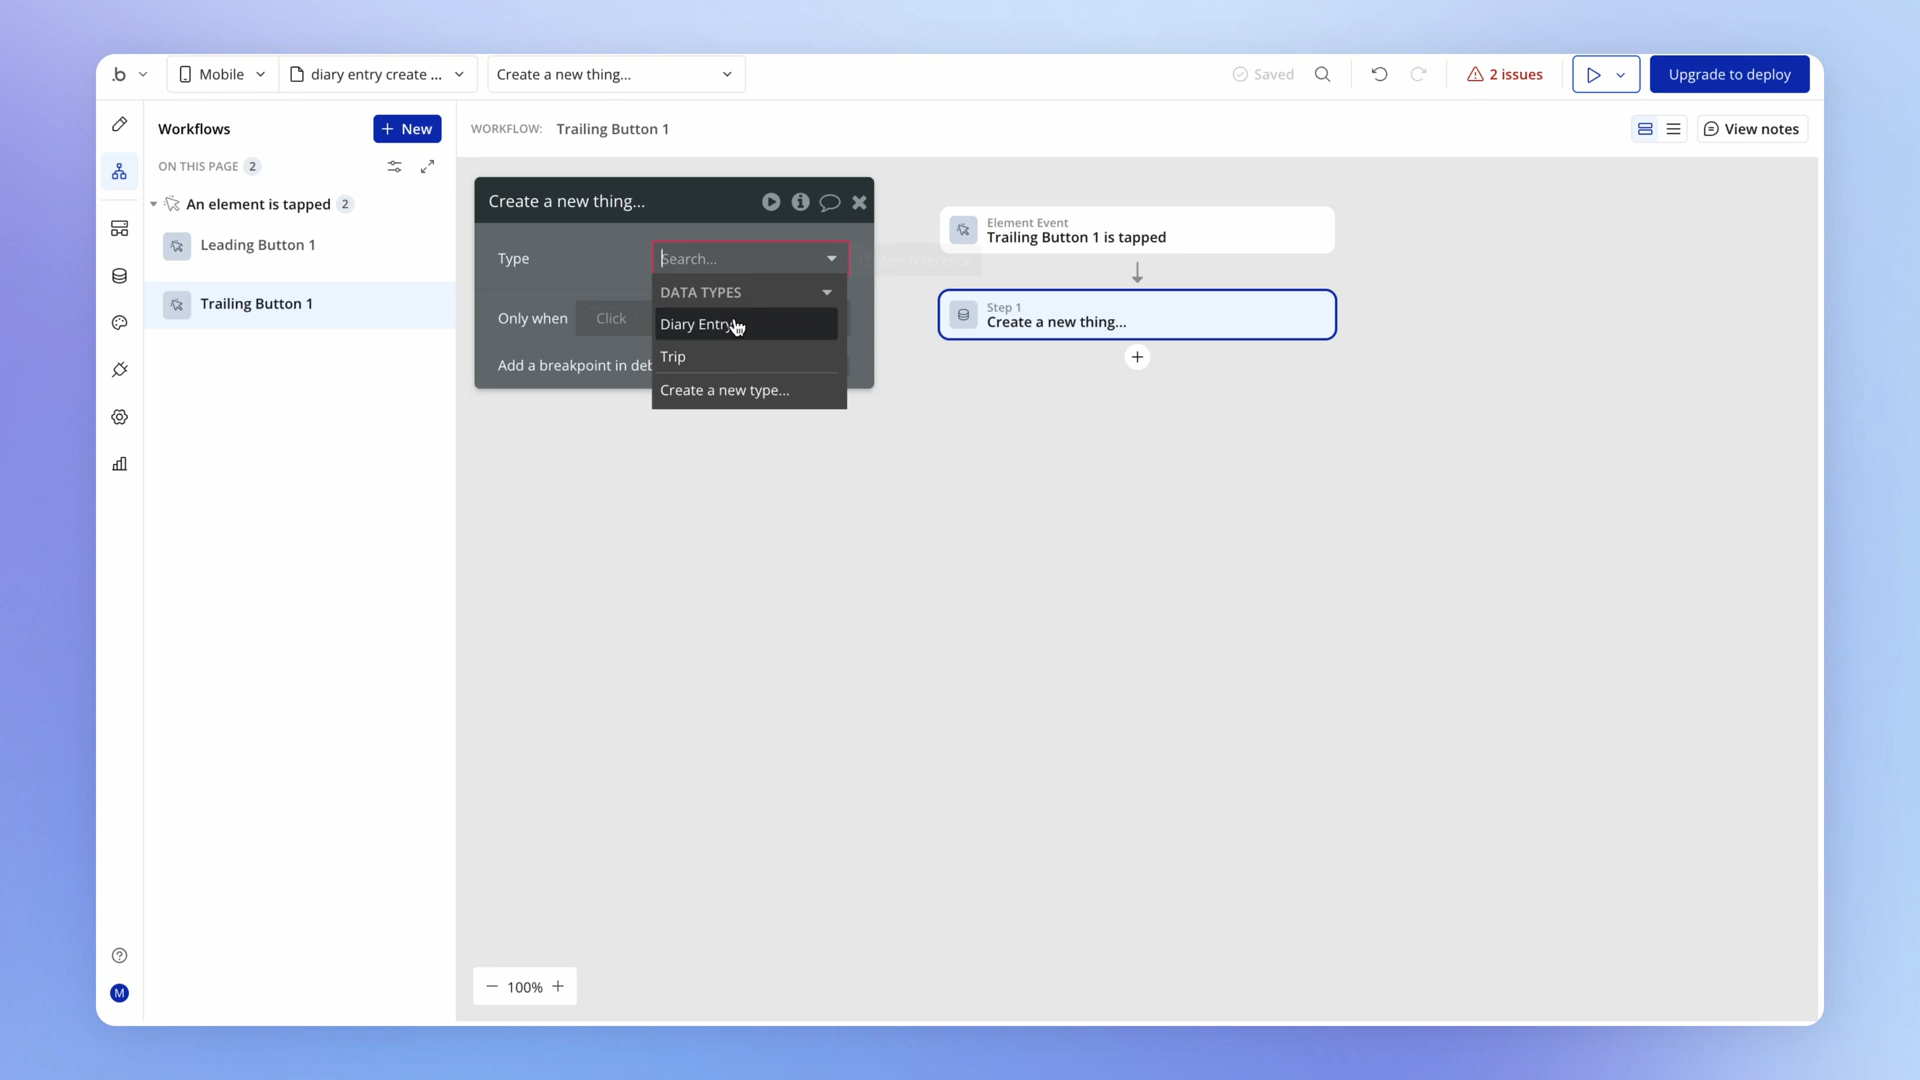 .b
Mobile
diary entry create ...
Create a new thing...
Saved
2 issues
Upgrade to deploy
Workflows
+ New
WORKFLOW: Trailing Button 1
View notes
ON THIS PAGE 2
An element is tapped 2
Leading Button 1
Trailing Button 1
Create a new thing...
Type
Search...
See reference
DATA TYPES
Diary Entry
Trip
Create a new type...
Only when
Click
Add a breakpoint in deb
Element Event
Trailing Button 1 is tapped
Step 1
Create a new thing...
− 100% +
M